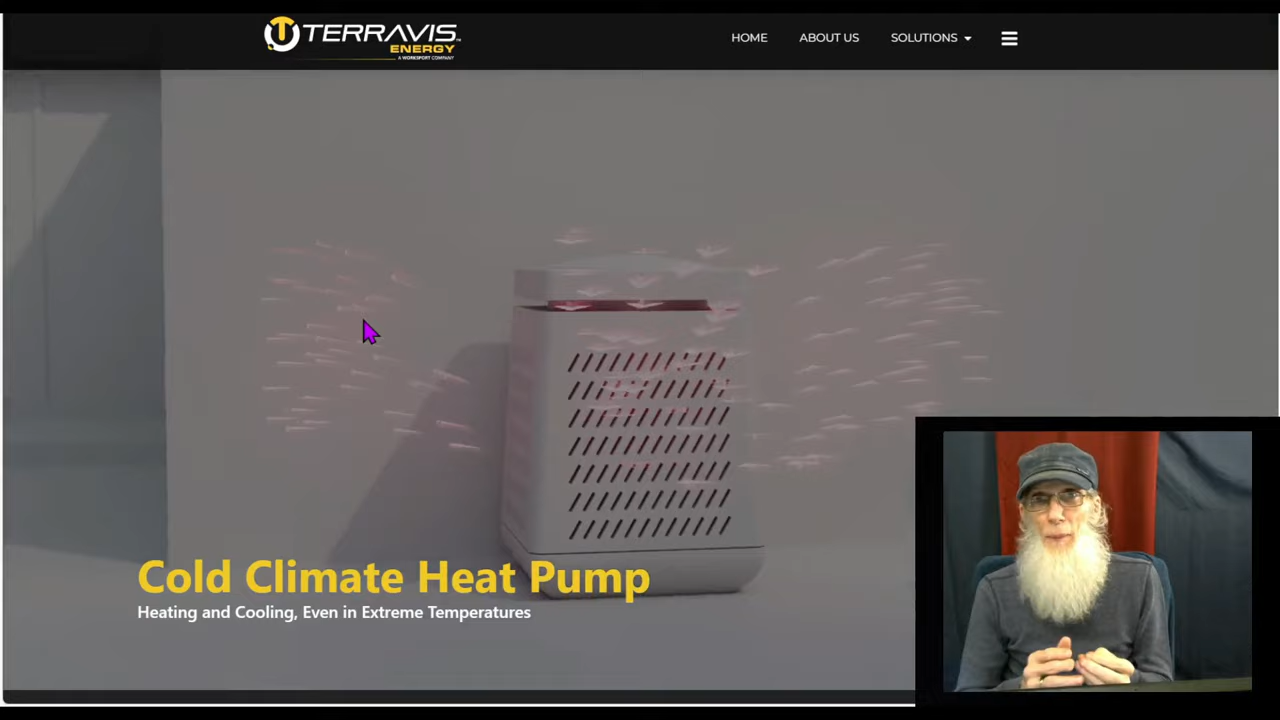 TERRAVIS
ENERGY
A WORKSPORT COMPANY
HOME
ABOUT US
SOLUTIONS
Cold Climate Heat Pump
Heating and Cooling, Even in Extreme Temperatures